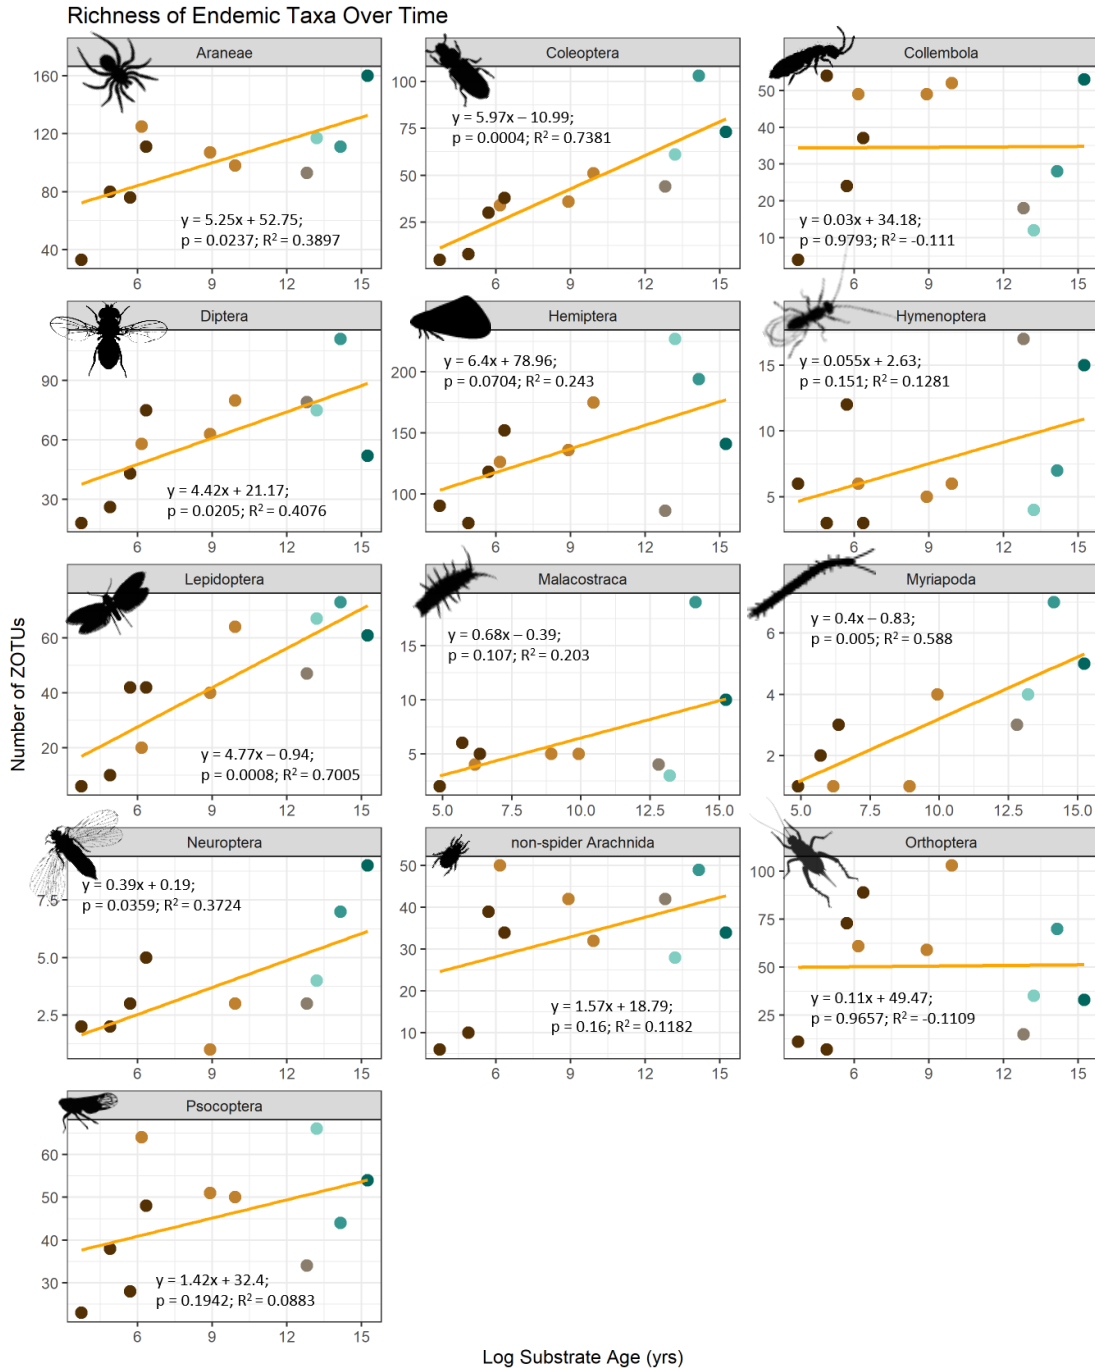 Richness of Endemic Taxa Over Time
Araneae
160
120
80
40
y = 5.25x + 52.75;
p = 0.0237; R² = 0.3897
6 9 12 15
Coleoptera
100
75
50
25
y = 5.97x − 10.99;
p = 0.0004; R² = 0.7381
6 9 12 15
Collembola
50
40
30
20
10
y = 0.03x + 34.18;
p = 0.9793; R² = -0.111
6 9 12 15
Diptera
90
60
30
y = 4.42x + 21.17;
p = 0.0205; R² = 0.4076
6 9 12 15
Hemiptera
200
150
100
y = 6.4x + 78.96;
p = 0.0704; R² = 0.243
6 9 12 15
Hymenoptera
15
10
5
y = 0.055x + 2.63;
p = 0.151; R² = 0.1281
6 9 12 15
Number of ZOTUs
Lepidoptera
60
40
20
y = 4.77x − 0.94;
p = 0.0008; R² = 0.7005
6 9 12 15
Malacostraca
15
10
5
y = 0.68x − 0.39;
p = 0.107; R² = 0.203
5.0 7.5 10.0 12.5 15.0
Myriapoda
6
4
2
y = 0.4x − 0.83;
p = 0.005; R² = 0.588
5.0 7.5 10.0 12.5 15.0
Neuroptera
7.5
5.0
2.5
y = 0.39x + 0.19;
p = 0.0359; R² = 0.3724
6 9 12 15
non-spider Arachnida
50
40
30
20
10
y = 1.57x + 18.79;
p = 0.16; R² = 0.1182
6 9 12 15
Orthoptera
100
75
50
25
y = 0.11x + 49.47;
p = 0.9657; R² = -0.1109
6 9 12 15
Psocoptera
60
50
40
30
y = 1.42x + 32.4;
p = 0.1942; R² = 0.0883
6 9 12 15
Log Substrate Age (yrs)